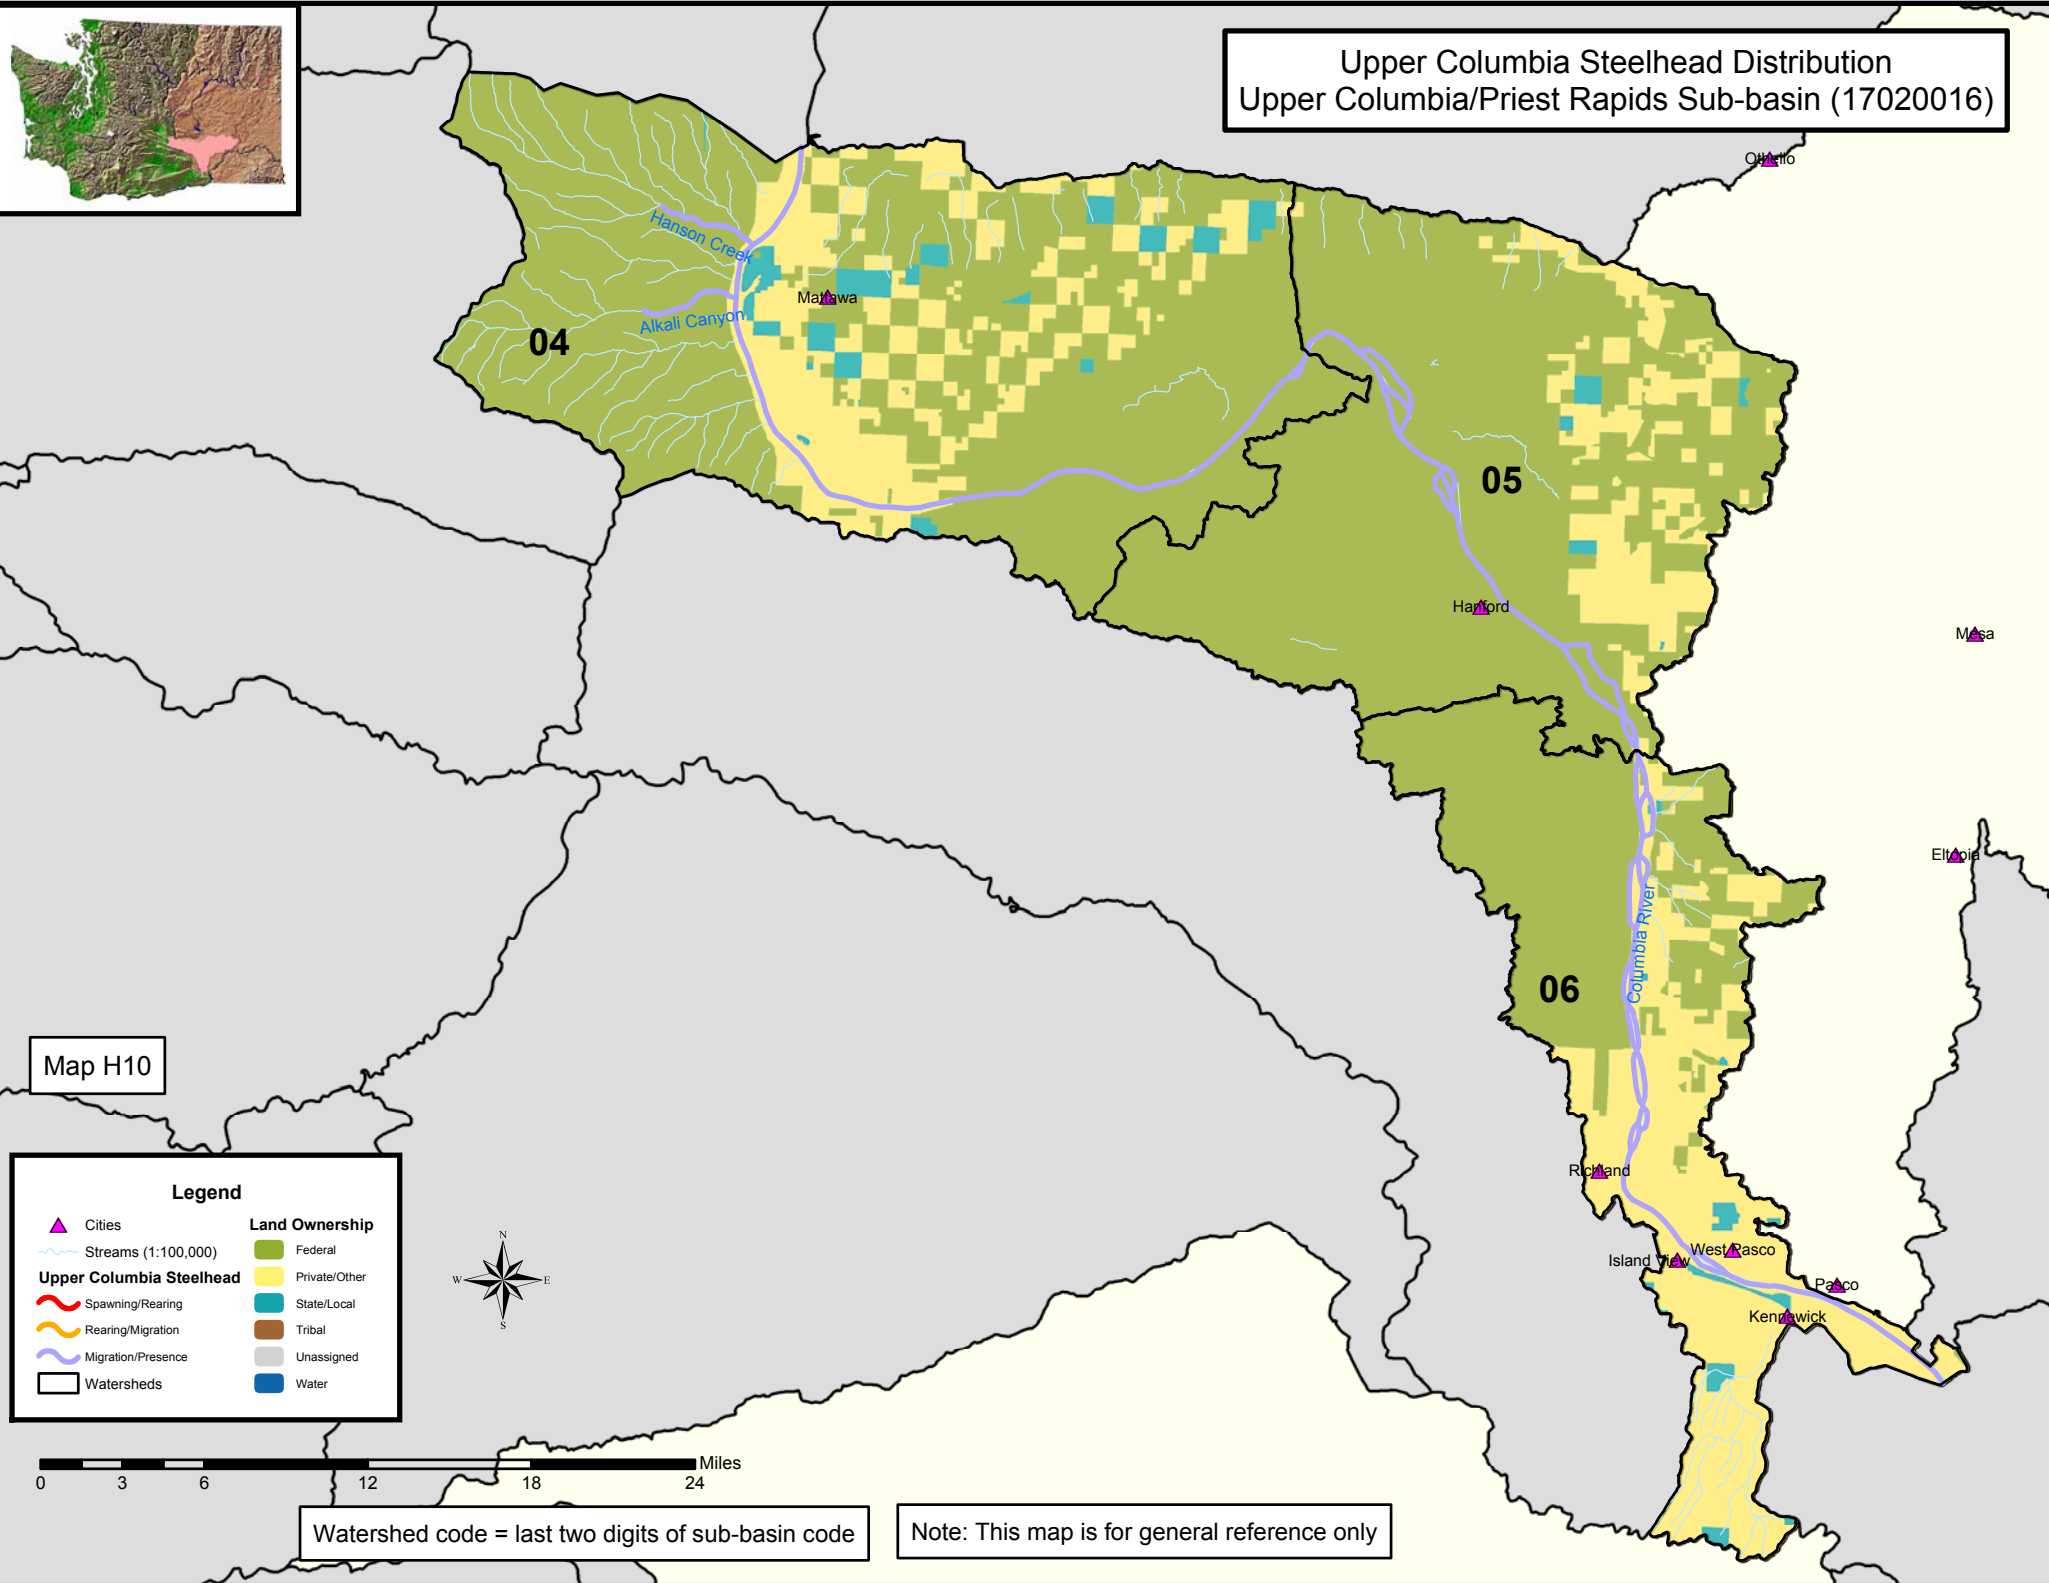 Upper Columbia Steelhead Distribution
Upper Columbia/Priest Rapids Sub-basin (17020016)
Othello
Hanson Creek
Mattawa
Alkali Canyon
04
05
Hanford
Mesa
Eltopia
Columbia River
06
Map H10
Richland
West Pasco
Island View
Pasco
Kennewick
Legend
Cities
Streams (1:100,000)
Upper Columbia Steelhead
Spawning/Rearing
Rearing/Migration
Migration/Presence
Watersheds
Land Ownership
Federal
Private/Other
State/Local
Tribal
Unassigned
Water
N
W E
S
Miles
0 3 6 12 18 24
Watershed code = last two digits of sub-basin code
Note: This map is for general reference only